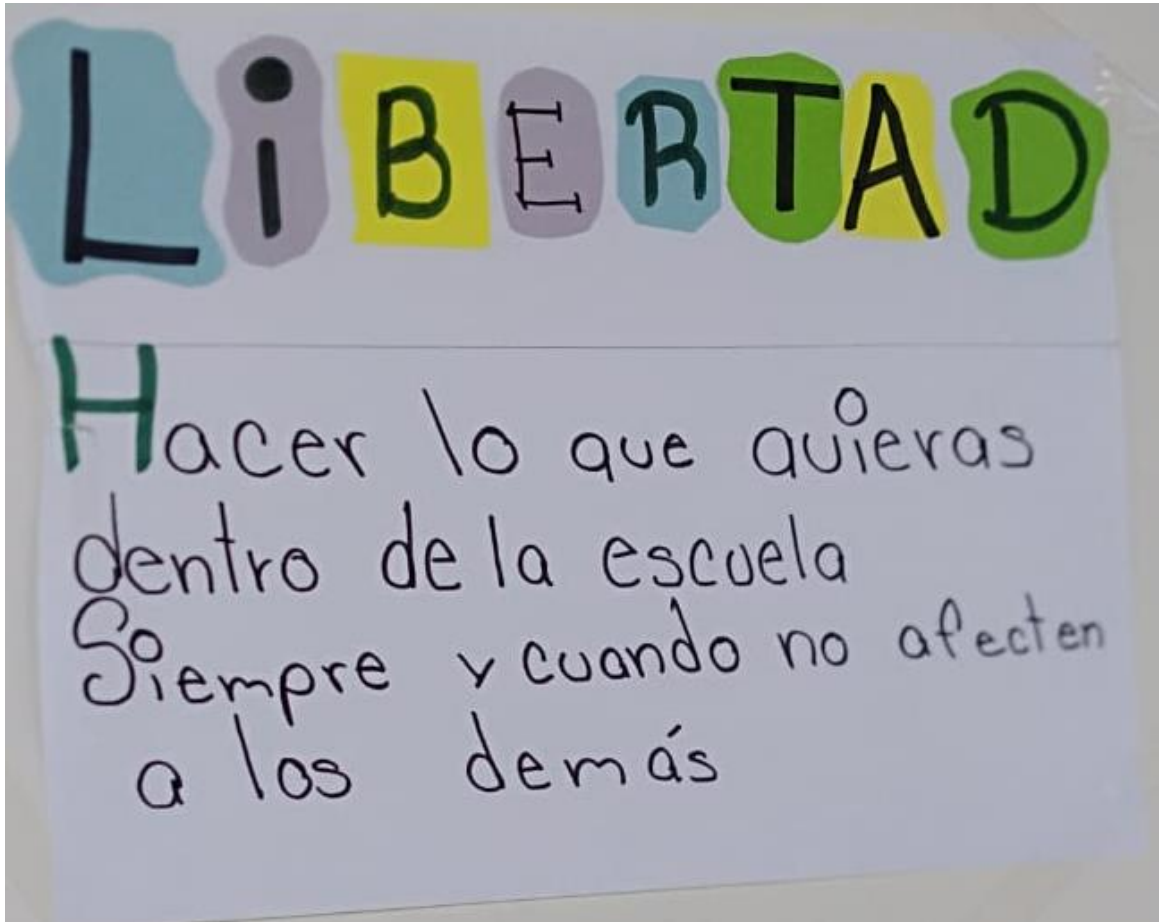 LiBERTAD
Hacer lo que quieras
dentro de la escuela
Siempre y cuando no afecten
a los demás